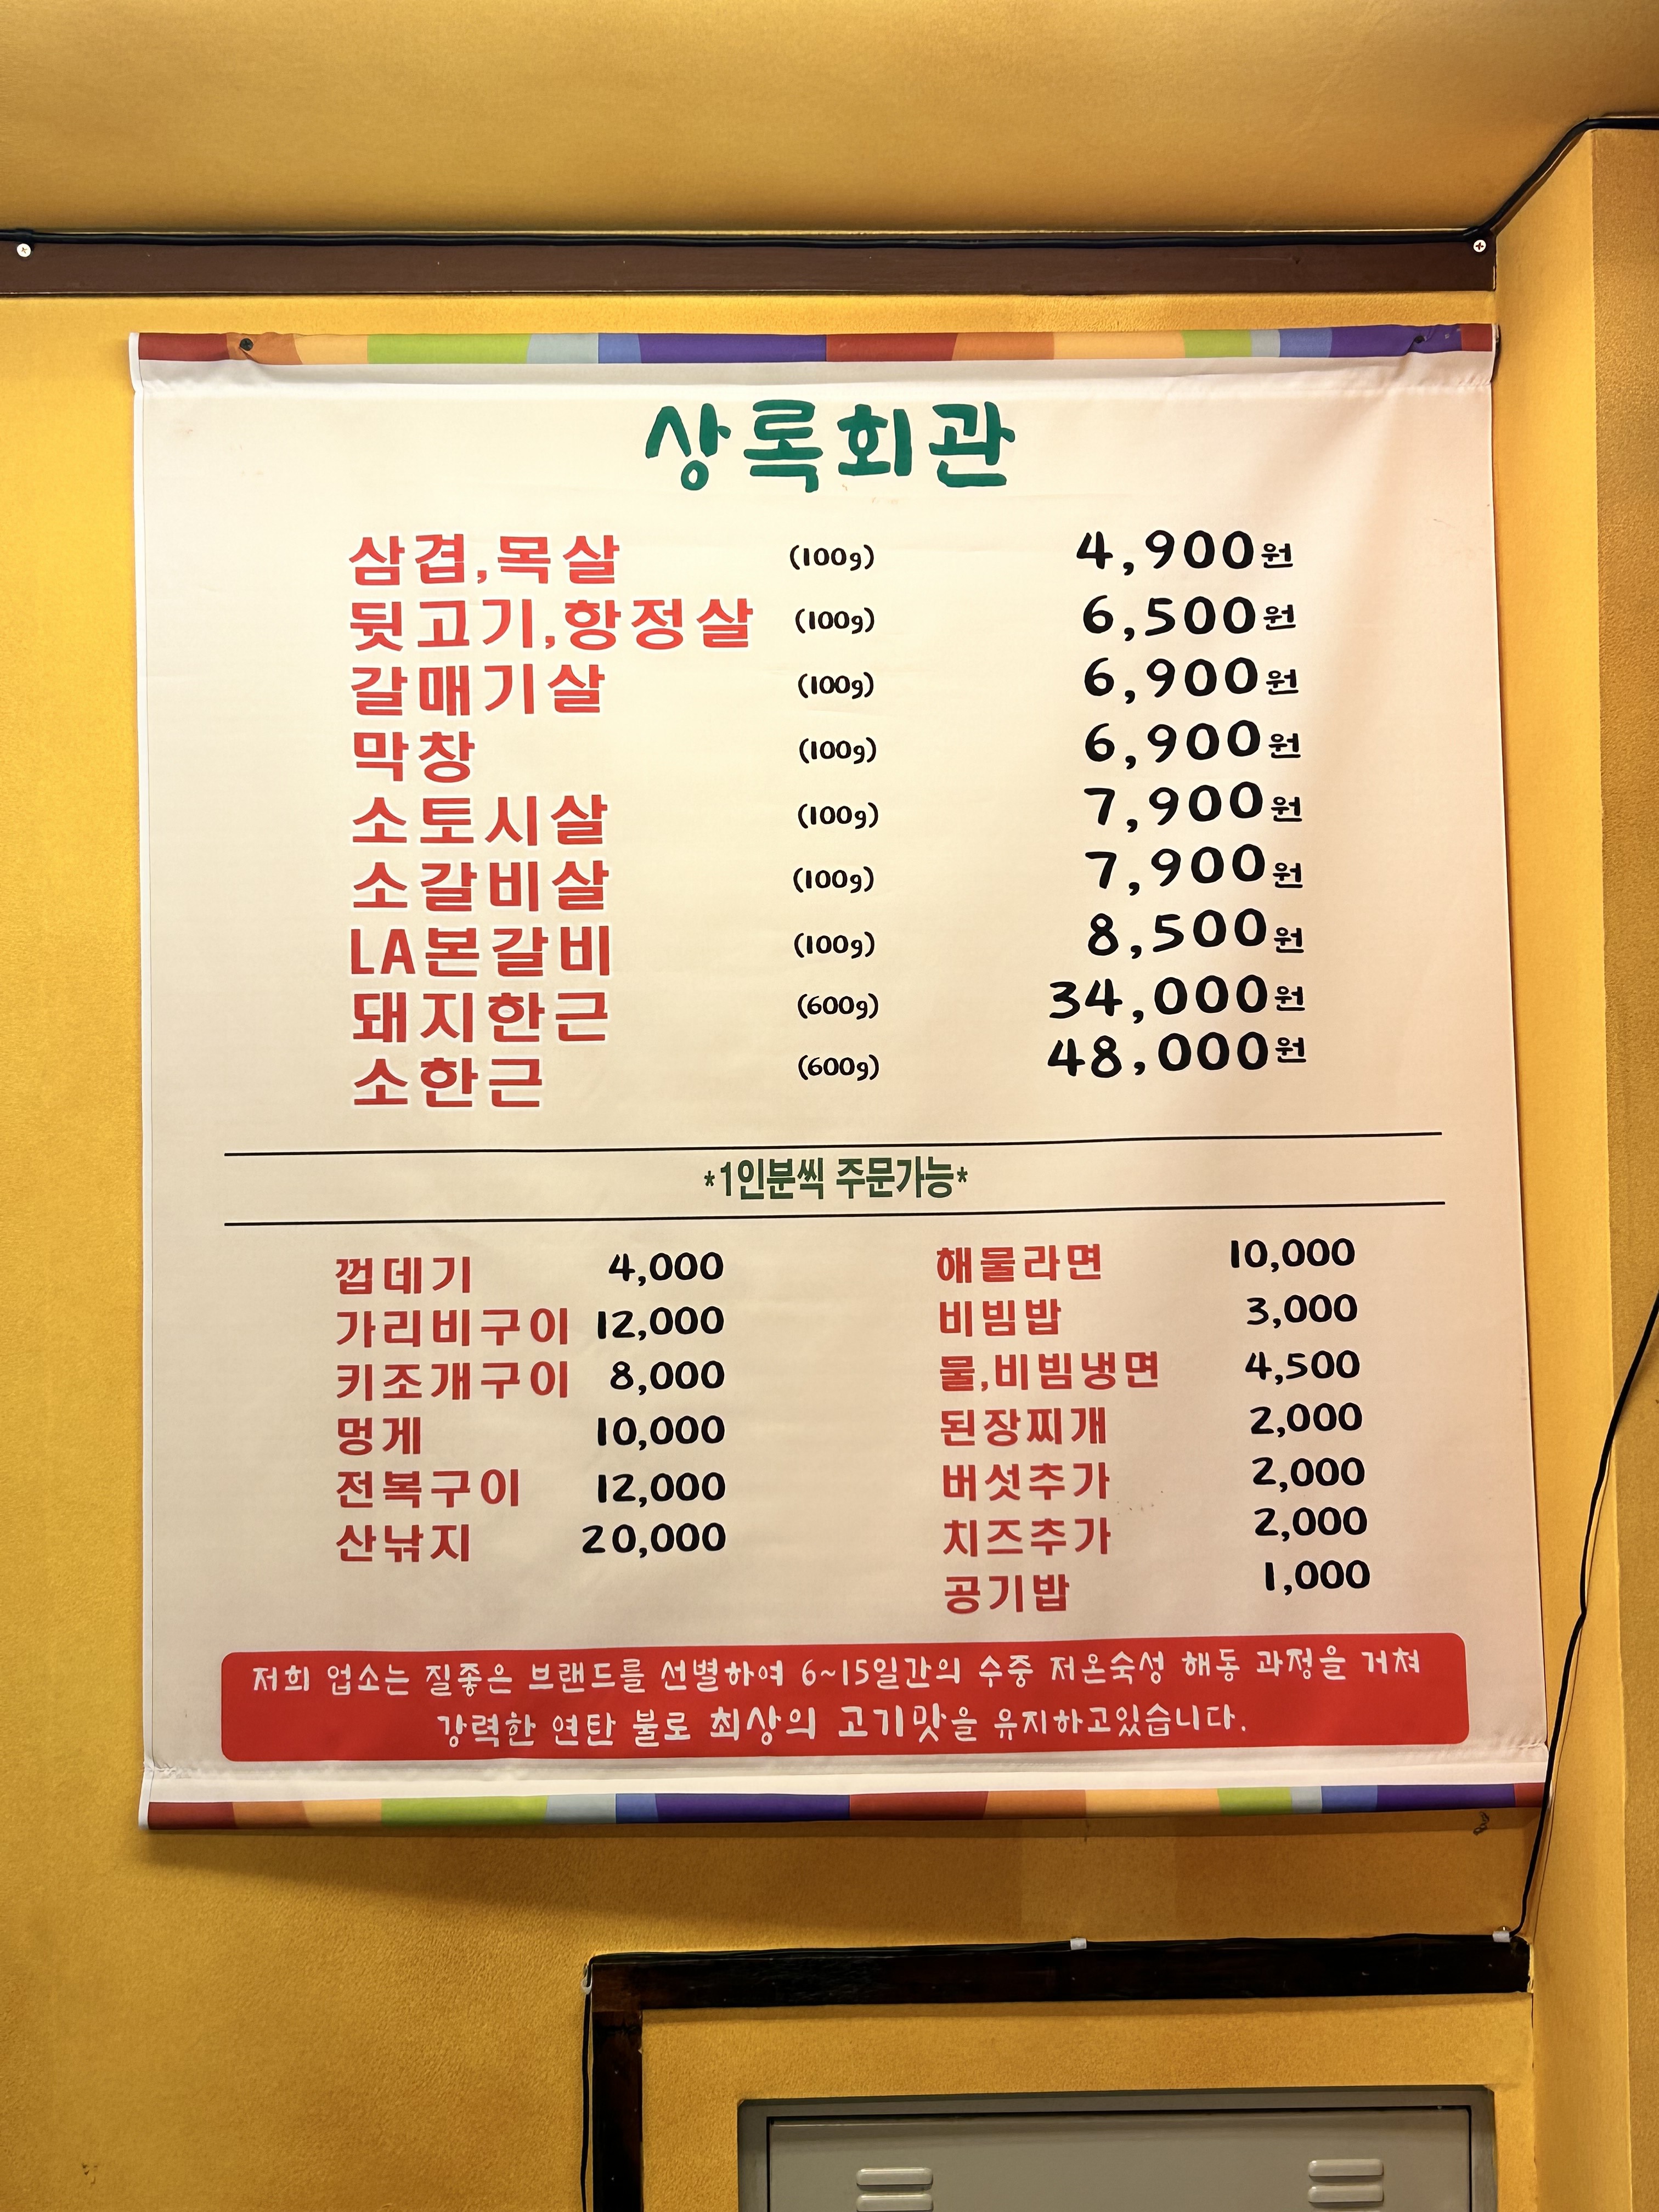 상록회관
삼겹,목살 (100g) 4,900원
뒷고기,항정살 (100g) 6,500원
갈매기살 (100g) 6,900원
막창 (100g) 6,900원
소토시살 (100g) 7,900원
소갈비살 (100g) 7,900원
LA본갈비 (100g) 8,500원
돼지한근 (600g) 34,000원
소한근 (600g) 48,000원
*1인분씩 주문가능*
껍데기 4,000
가리비구이 12,000
키조개구이 8,000
멍게 10,000
전복구이 12,000
산낚지 20,000
해물라면 10,000
비빔밥 3,000
물,비빔냉면 4,500
된장찌개 2,000
버섯추가 2,000
치즈추가 2,000
공기밥 1,000
저희 업소는 질좋은 브랜드를 선별하여 6~15일간의 수중 저온숙성 해동 과정을 거쳐
강력한 연탄 불로 최상의 고기맛을 유지하고있습니다.